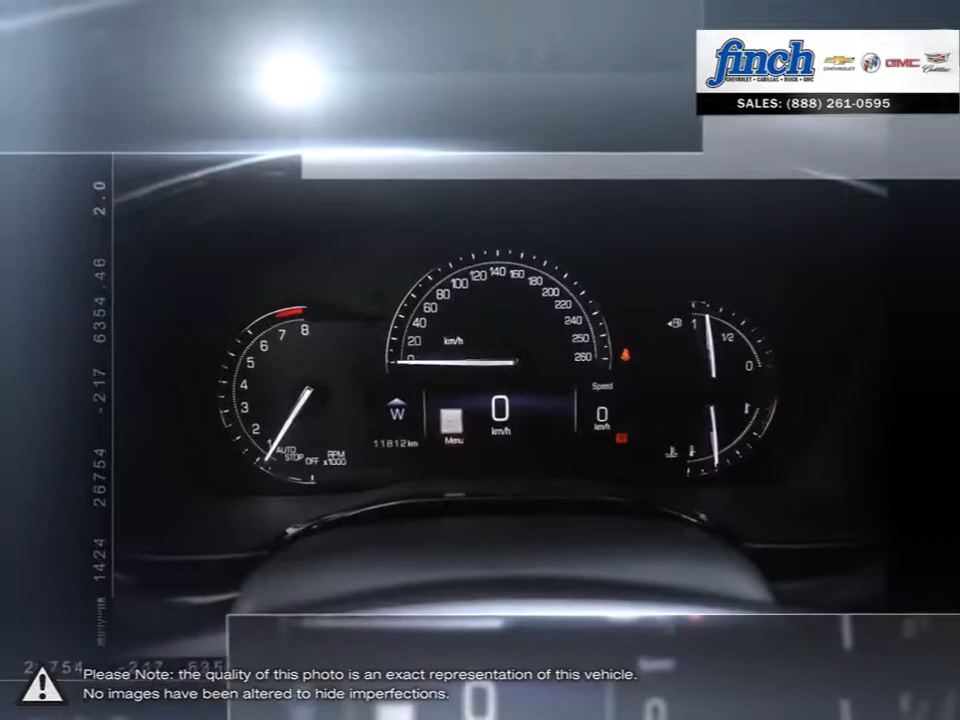 finch
CHEVROLET • CADILLAC • BUICK • GMC
CHEVROLET
GMC
Cadillac
SALES: (888) 261-0595
2.0
6354.46
-217
26754
1424
8
7
6
5
4
3
2
1
AUTO STOP
OFF
RPM x1000
0
20
40
60
80
100
120
140
160
180
200
220
240
250
260
km/h
W
11812 km
Menu
0
km/h
Speed
0
km/h
1
1/2
0
H
C
Please Note: the quality of this photo is an exact representation of this vehicle.
No images have been altered to hide imperfections.